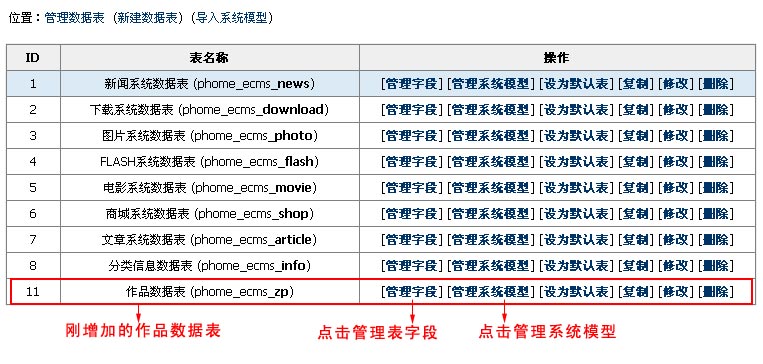 位置：管理数据表 (新建数据表) (导入系统模型)
ID 表名称 操作
1 新闻系统数据表 (phome_ecms_news) [管理字段] [管理系统模型] [设为默认表] [复制] [修改] [删除]
2 下载系统数据表 (phome_ecms_download) [管理字段] [管理系统模型] [设为默认表] [复制] [修改] [删除]
3 图片系统数据表 (phome_ecms_photo) [管理字段] [管理系统模型] [设为默认表] [复制] [修改] [删除]
4 FLASH系统数据表 (phome_ecms_flash) [管理字段] [管理系统模型] [设为默认表] [复制] [修改] [删除]
5 电影系统数据表 (phome_ecms_movie) [管理字段] [管理系统模型] [设为默认表] [复制] [修改] [删除]
6 商城系统数据表 (phome_ecms_shop) [管理字段] [管理系统模型] [设为默认表] [复制] [修改] [删除]
7 文章系统数据表 (phome_ecms_article) [管理字段] [管理系统模型] [设为默认表] [复制] [修改] [删除]
8 分类信息数据表 (phome_ecms_info) [管理字段] [管理系统模型] [设为默认表] [复制] [修改] [删除]
11 作品数据表 (phome_ecms_zp) [管理字段] [管理系统模型] [设为默认表] [复制] [修改] [删除]
刚增加的作品数据表 点击管理表字段 点击管理系统模型